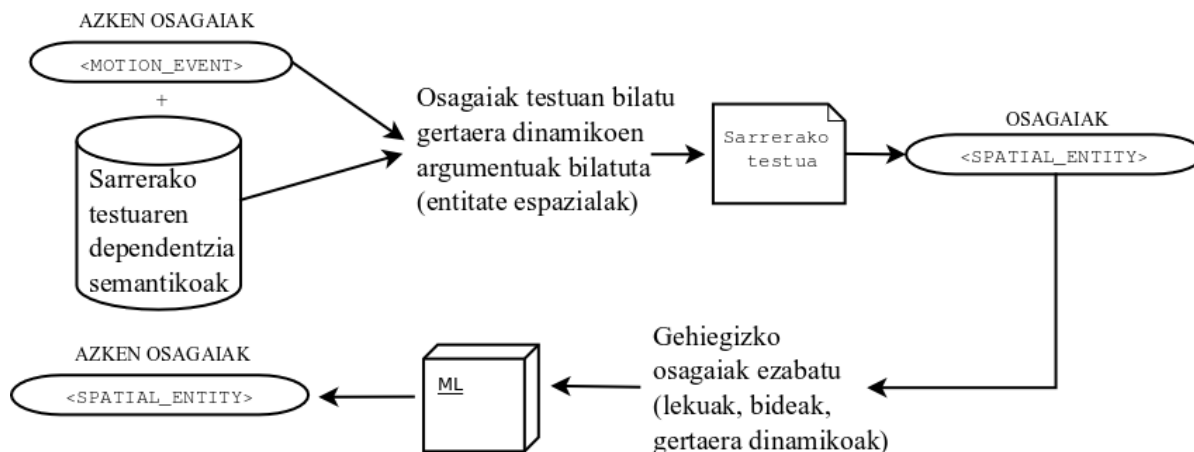 AZKEN OSAGAIAK
<MOTION_EVENT>
+
Sarrerako
testuaren
dependentzia
semantikoak
Osagaiak testuan bilatu
gertaera dinamikoen
argumentuak bilatuta
(entitate espazialak)
Sarrerako
testua
OSAGAIAK
<SPATIAL_ENTITY>
Gehiegizko
osagaiak ezabatu
(lekuak, bideak,
gertaera dinamikoak)
ML
AZKEN OSAGAIAK
<SPATIAL_ENTITY>